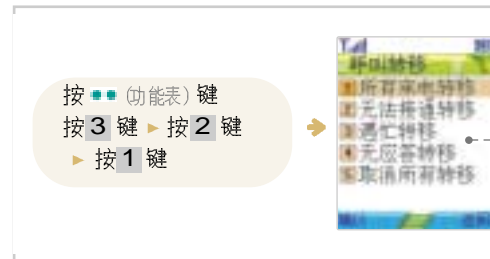 按 (功能表) 键
按 3 键 ► 按 2 键
► 按 1 键
呼叫转移
1 所有来电转移
2 无法接通转移
3 遇忙转移
4 无应答转移
5 取消所有转移